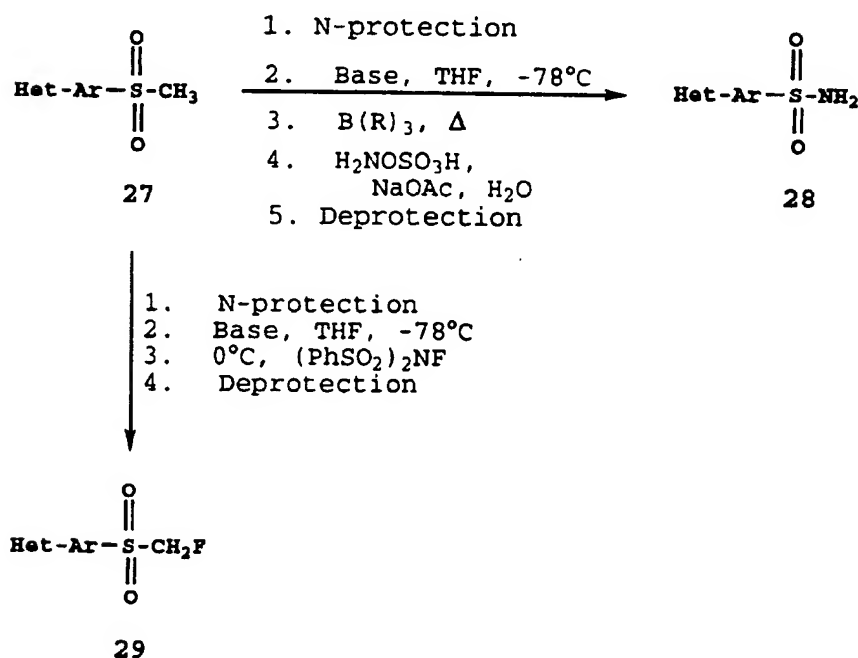 O
Het-Ar-S-CH3
O
27
1. N-protection
2. Base, THF, -78°C
3. B(R)3, Δ
4. H2NOSO3H,
NaOAc, H2O
5. Deprotection
O
Het-Ar-S-NH2
O
28
1. N-protection
2. Base, THF, -78°C
3. 0°C, (PhSO2)2NF
4. Deprotection
O
Het-Ar-S-CH2F
O
29